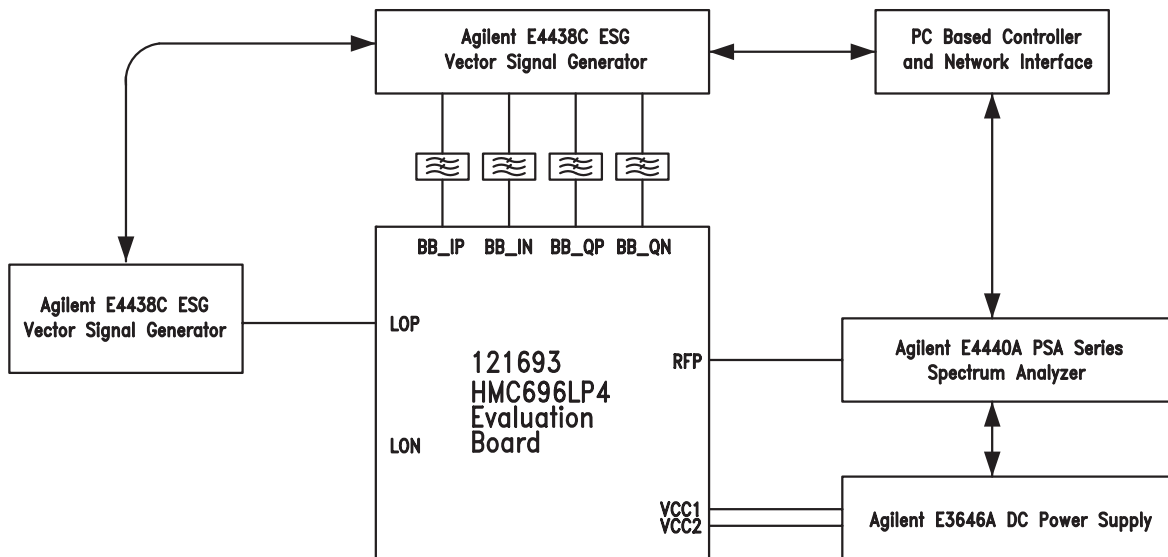 Agilent E4438C ESG
Vector Signal Generator
PC Based Controller
and Network Interface
BB_IP BB_IN BB_QP BB_QN
Agilent E4438C ESG
Vector Signal Generator
LOP
LON
121693
HMC696LP4
Evaluation
Board
RFP
Agilent E4440A PSA Series
Spectrum Analyzer
VCC1
VCC2
Agilent E3646A DC Power Supply